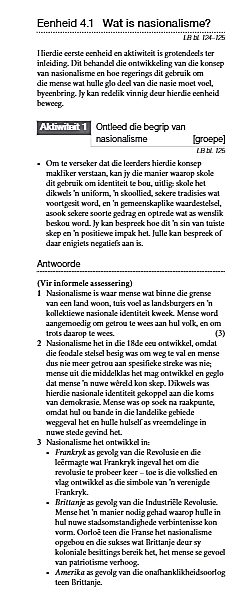 Eenheid 4.1 Wat is nasionalisme?
LB bl. 124–125
Hierdie eerste eenheid en aktiwiteit is grotendeels ter
inleiding. Dit behandel die ontwikkeling van die konsep
van nasionalisme en hoe regerings dit gebruik om
die mense wat hulle glo deel van die nasie moet voel,
byeenbring. Jy kan redelik vinnig deur hierdie eenheid
beweeg.
Aktiwiteit 1 Ontleed die begrip van
nasionalisme [groepe]
LB bl. 125
• Om te verseker dat die leerders hierdie konsep
makliker verstaan, kan jy die manier waarop skole
dit gebruik om identiteit te bou, uitlig: skole het
dikwels 'n uniform, 'n skoollied, sekere tradisies wat
voortgesit word, en 'n gemeenskaplike waardestelsel,
asook sekere soorte gedrag en optrede wat as wenslik
beskou word. Jy kan bespreek hoe dit 'n sin van tuiste
skep en 'n positiewe impak het. Julle kan bespreek of
daar enigiets negatiefs aan is.
Antwoorde
(Vir informele assessering)
1 Nasionalisme is waar mense wat binne die grense
van een land woon, tuis voel as landsburgers en 'n
kollektiewe nasionale identiteit kweek. Mense word
aangemoedig om getrou te wees aan hul volk, en om
trots daarop te wees. (3)
2 Nasionalisme het in die 18de eeu ontwikkel, omdat
die feodale stelsel besig was om weg te val en mense
dus nie meer getrou aan spesifieke streke was nie;
mense uit die middelklas het mag ontwikkel en geglo
dat mense 'n nuwe wêreld kon skep. Dikwels was
hierdie nasionale identiteit gekoppel aan die koms
van demokrasie. Mense was op soek na raakpunte,
omdat hul ou bande in die landelike gebiede
weggeval het en hulle hulself as vreemdelinge in
nuwe stede gevind het.
3 Nasionalisme het ontwikkel in:
• Frankryk as gevolg van die Revolusie en die
leërmagte wat Frankryk ingeval het om die
revolusie te probeer keer – toe is die volkslied en
vlag ontwikkel as die simbole van 'n verenigde
Frankryk.
• Brittanje as gevolg van die Industriële Revolusie.
Mense het 'n manier nodig gehad waarop hulle in
hul nuwe stadsomstandighede verbintenisse kon
vorm. Oorloë teen die Franse het nasionalisme
opgebou en die sukses wat Brittanje deur sy
koloniale besittings bereik het, het mense se gevoel
van patriotisme verhoog.
• Amerika as gevolg van die onafhanklikheidsoorlog
teen Brittanje.